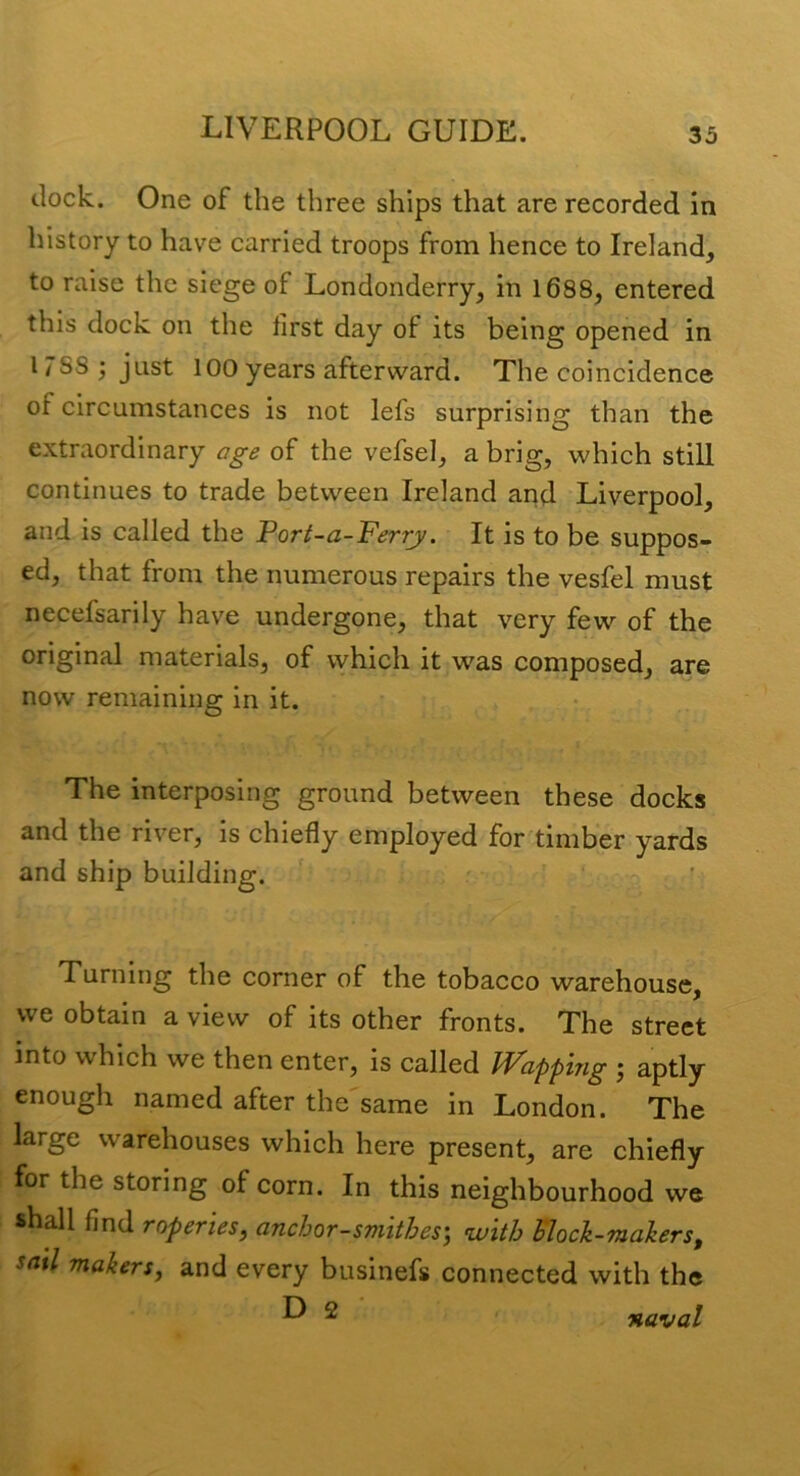 LIVERPOOL GUIDE. 35
dock. One of the three ships that are recorded in
history to have carried troops from hence to Ireland,
to raise the siege of Londonderry, in 1688, entered
this dock on the first day of its being opened in
1788; just 100 years afterward. The coincidence
of circumstances is not lefs surprising than the
extraordinary age of the vefsel, a brig, which still
continues to trade between Ireland and Liverpool,
and is called the Port-a-Ferry. It is to be suppos-
ed, that from the numerous repairs the vesfel must
necefsarily have undergone, that very few of the
original materials, of which it was composed, are
now remaining in it.
The interposing ground between these docks
and the river, is chiefly employed for timber yards
and ship building.
Turning the corner of the tobacco warehouse,
we obtain a view of its other fronts. The street
into which we then enter, is called Wapping; aptly
enough named after the same in London. The
large warehouses which here present, are chiefly
for the storing of corn. In this neighbourhood we
shall find roperies, anchor-smithes; with block-makers,
sail makers, and every businefs connected with the
D 2 naval